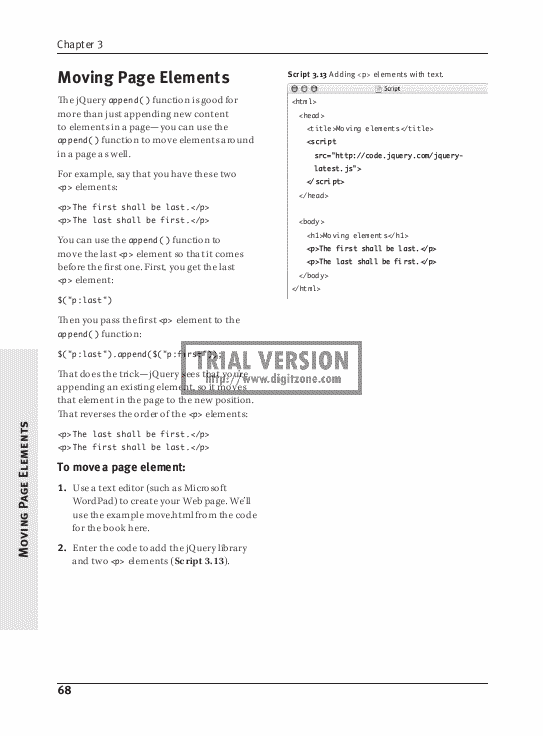 Chapter 3
Moving Page Elements
The jQuery append() function is good for
more than just appending new content
to elements in a page—you can use the
append() function to move elements around
in a page as well.
For example, say that you have these two
<p> elements:
<p>The first shall be last.</p>
<p>The last shall be first.</p>
You can use the append() function to
move the last <p> element so that it comes
before the first one. First, you get the last
<p> element:
$("p:last")
Then you pass the first <p> element to the
append() function:
$("p:last").append($("p:first"));
That does the trick—jQuery sees that you're
appending an existing element, so it moves
that element in the page to the new position.
That reverses the order of the <p> elements:
<p>The last shall be first.</p>
<p>The first shall be last.</p>
To move a page element:
1. Use a text editor (such as Microsoft
WordPad) to create your Web page. We'll
use the example move.html from the code
for the book here.
2. Enter the code to add the jQuery library
and two <p> elements (Script 3.13).
Script 3.13 Adding <p> elements with text.
Script
<html>
<head>
<title>Moving elements</title>
<script
src="http://code.jquery.com/jquery-
latest.js">
</script>
</head>
<body>
<h1>Moving elements</h1>
<p>The first shall be last.</p>
<p>The last shall be first.</p>
</body>
</html>
TRIAL VERSION
http://www.digitzone.com
Moving Page Elements
68